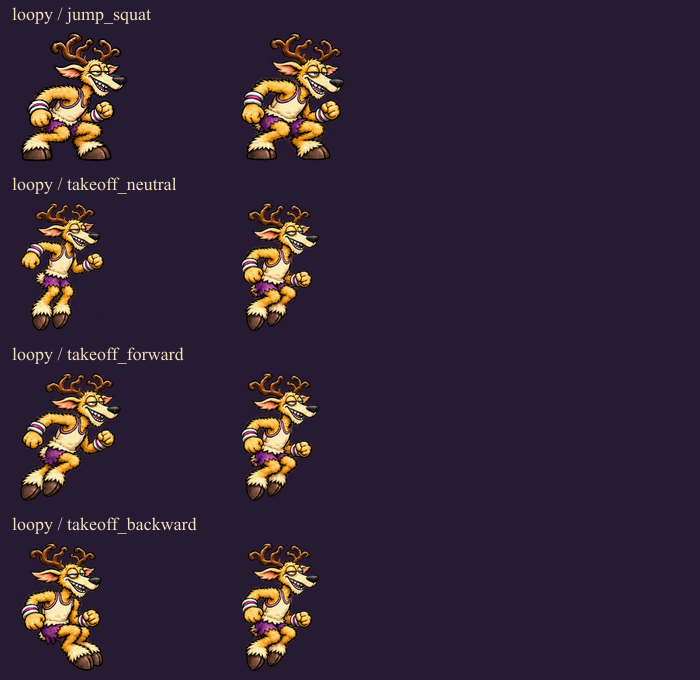 loopy / jump_squat
loopy / takeoff_neutral
loopy / takeoff_forward
loopy / takeoff_backward